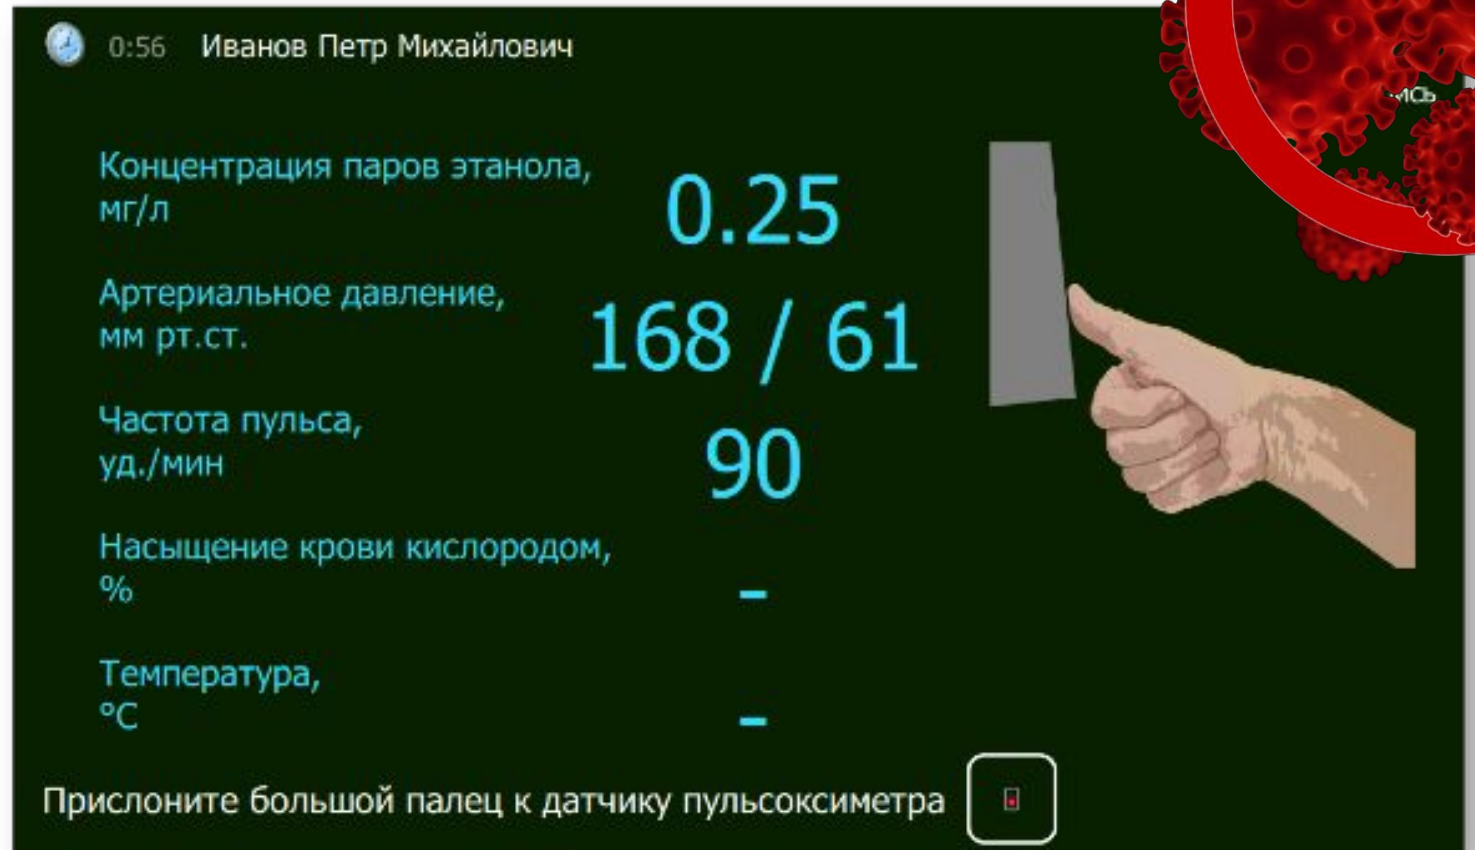 0:56 Иванов Петр Михайлович
Концентрация паров этанола,
мг/л
0.25
Артериальное давление,
мм рт.ст.
168 / 61
Частота пульса,
уд./мин
90
Насыщение крови кислородом,
%
-
Температура,
°C
-
Прислоните большой палец к датчику пульсоксиметра